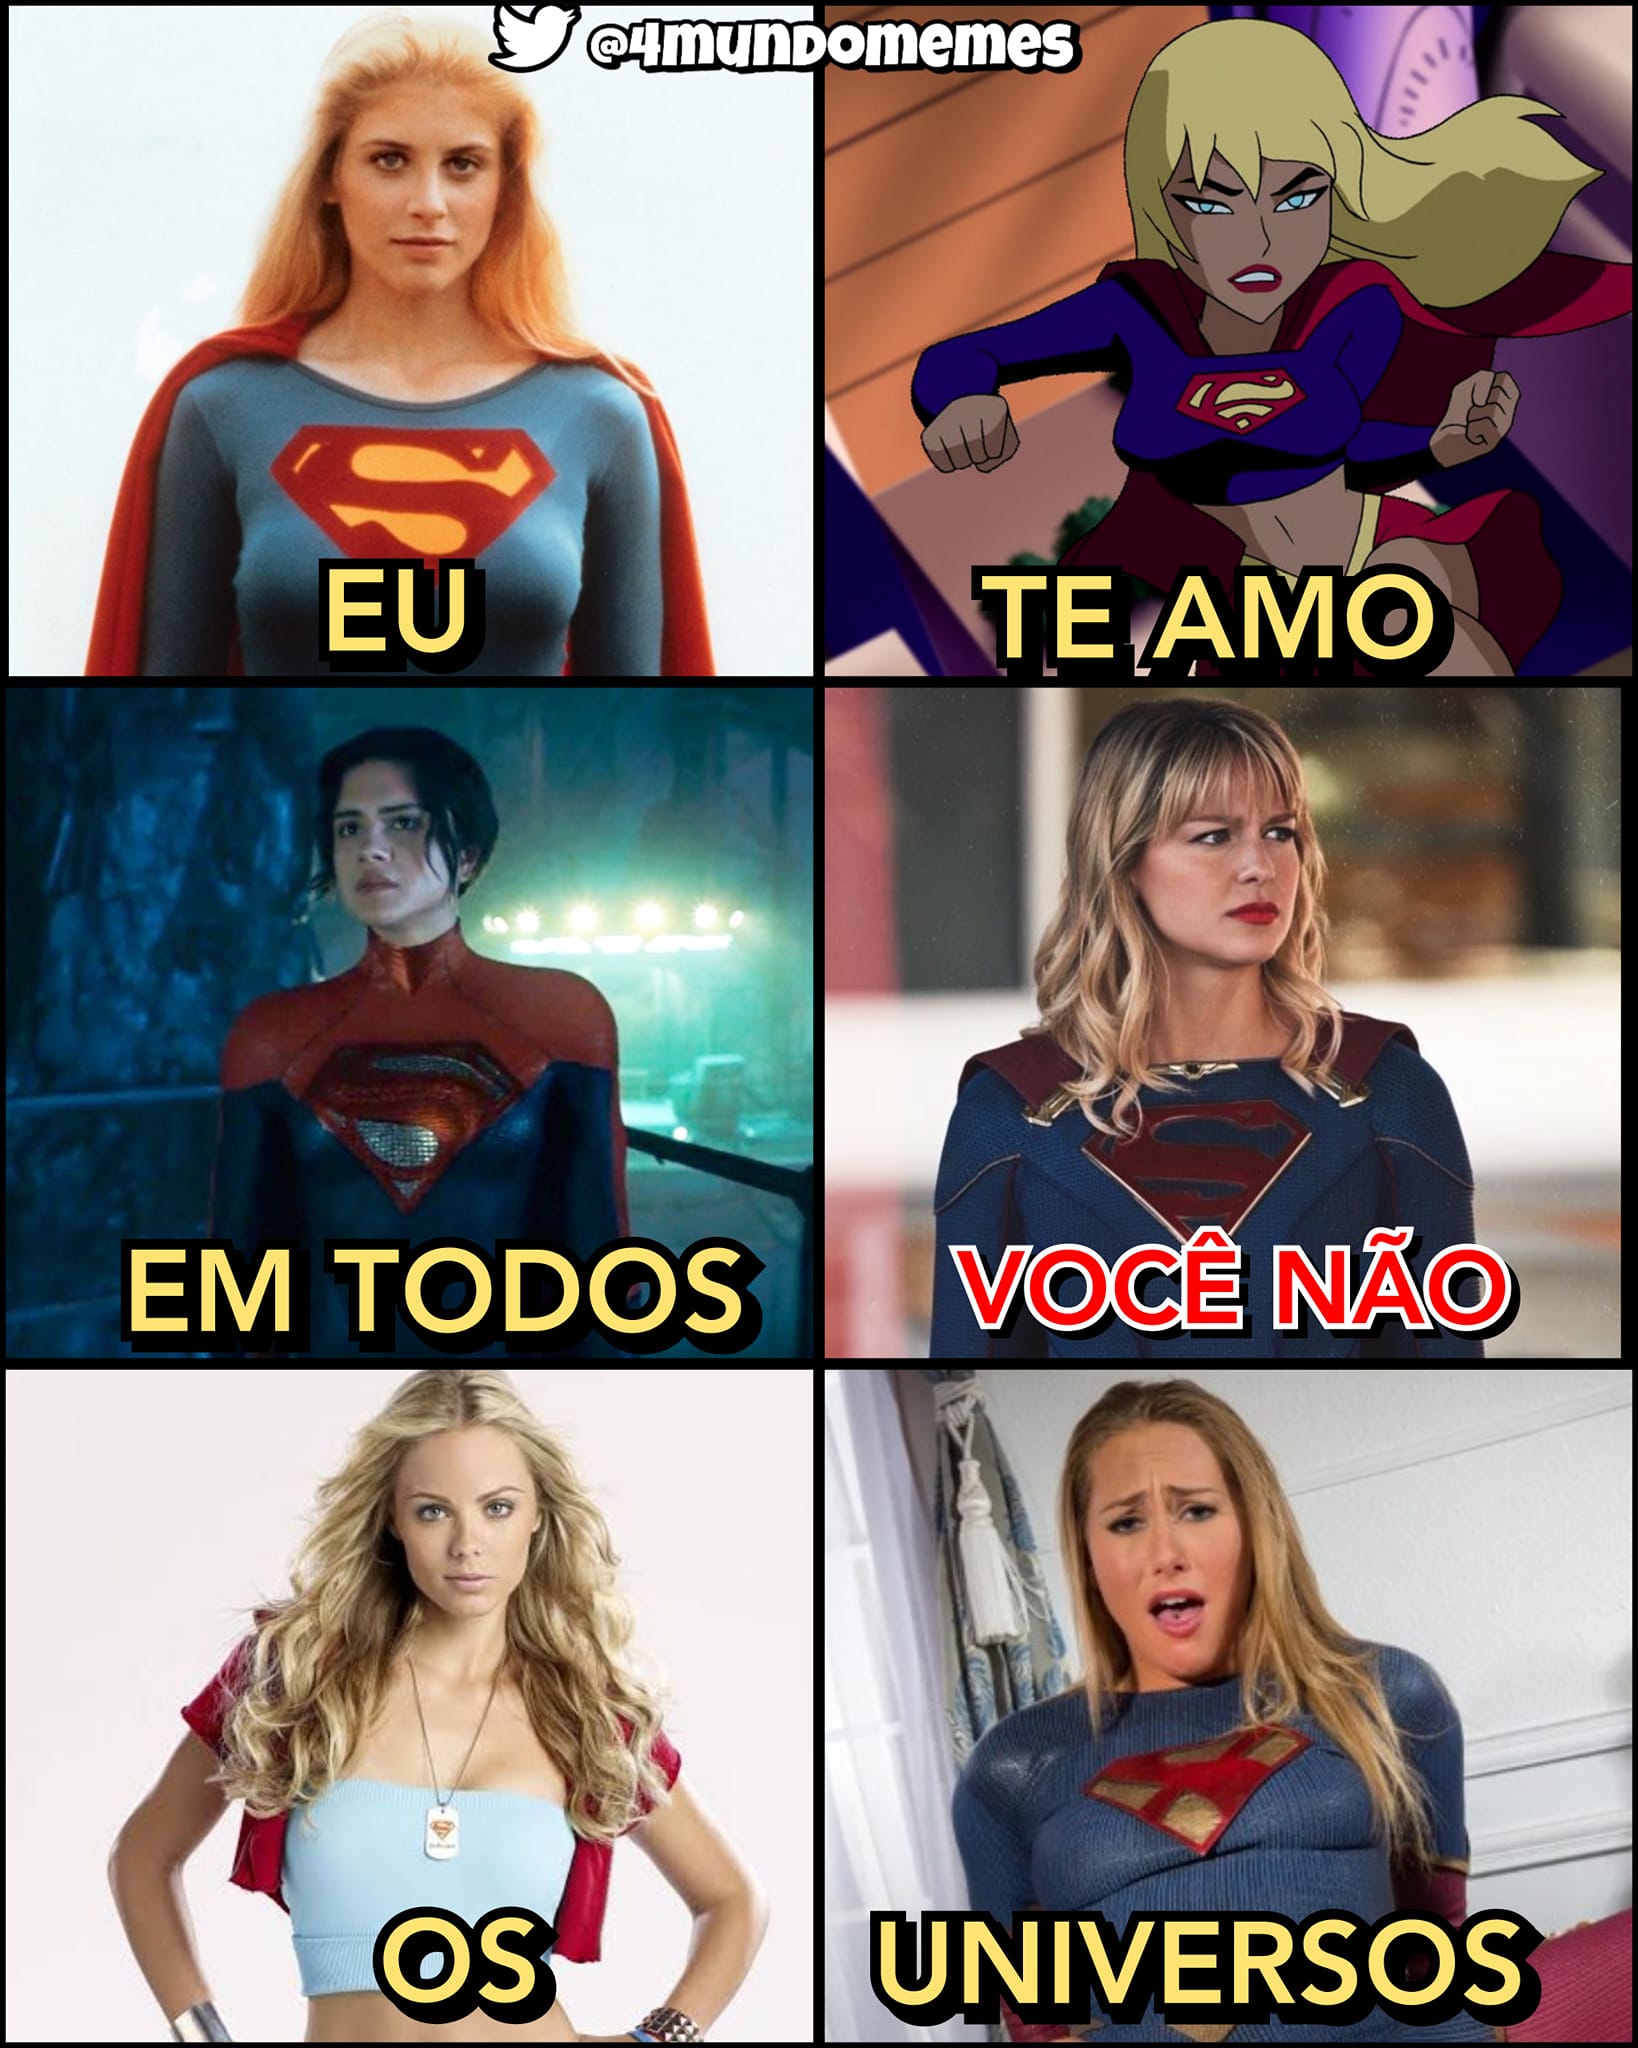 @4mundomemes
EU
TE AMO
EM TODOS
VOCÊ NÃO
OS
UNIVERSOS